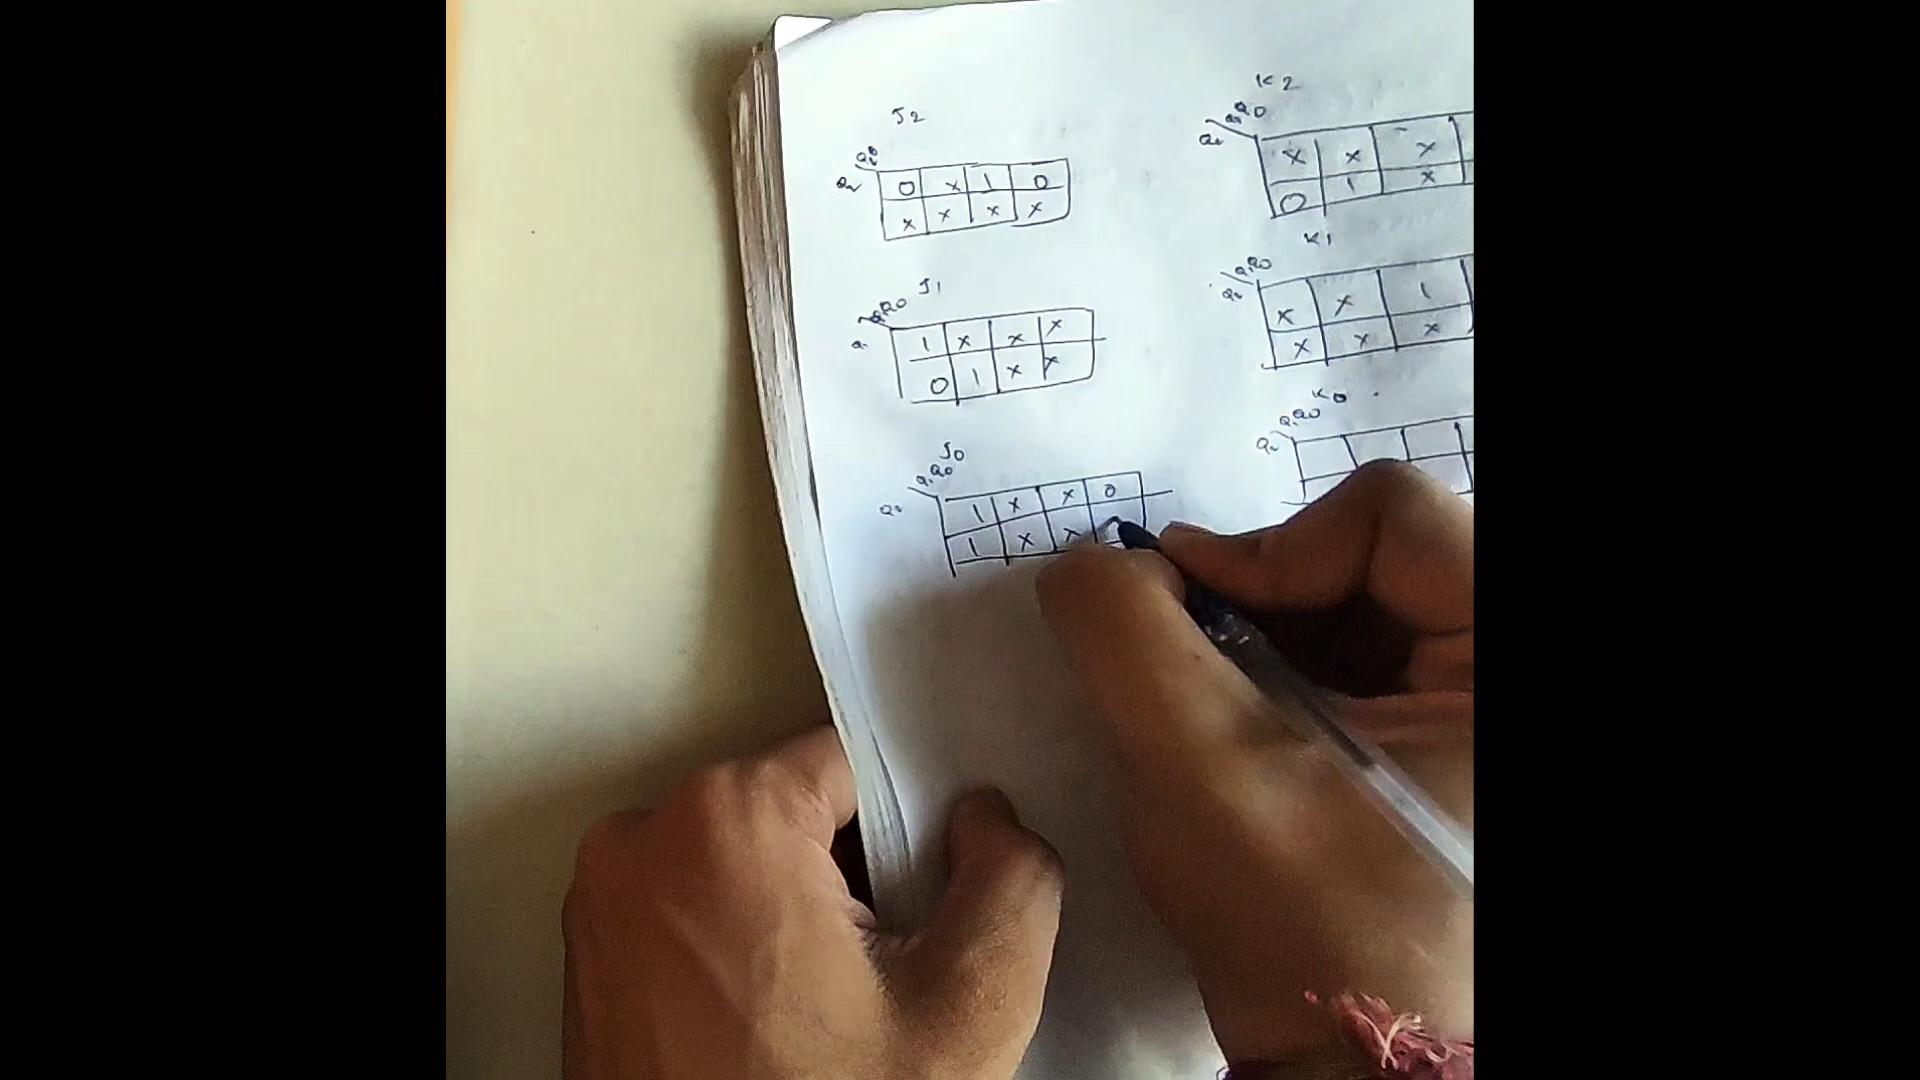 J2
Q1Q0
Q2
0 x 1 0
x x x x
J1
Q1Q0
1 x x x
0 1 x x
J0
Q1Q0
Q2
1 x x 0
1 x x
K2
Q1Q0
Q2
x x x
0 1 x
K1
Q1Q0
Q2
x x 1
x x x
K0
Q1Q0
Q2